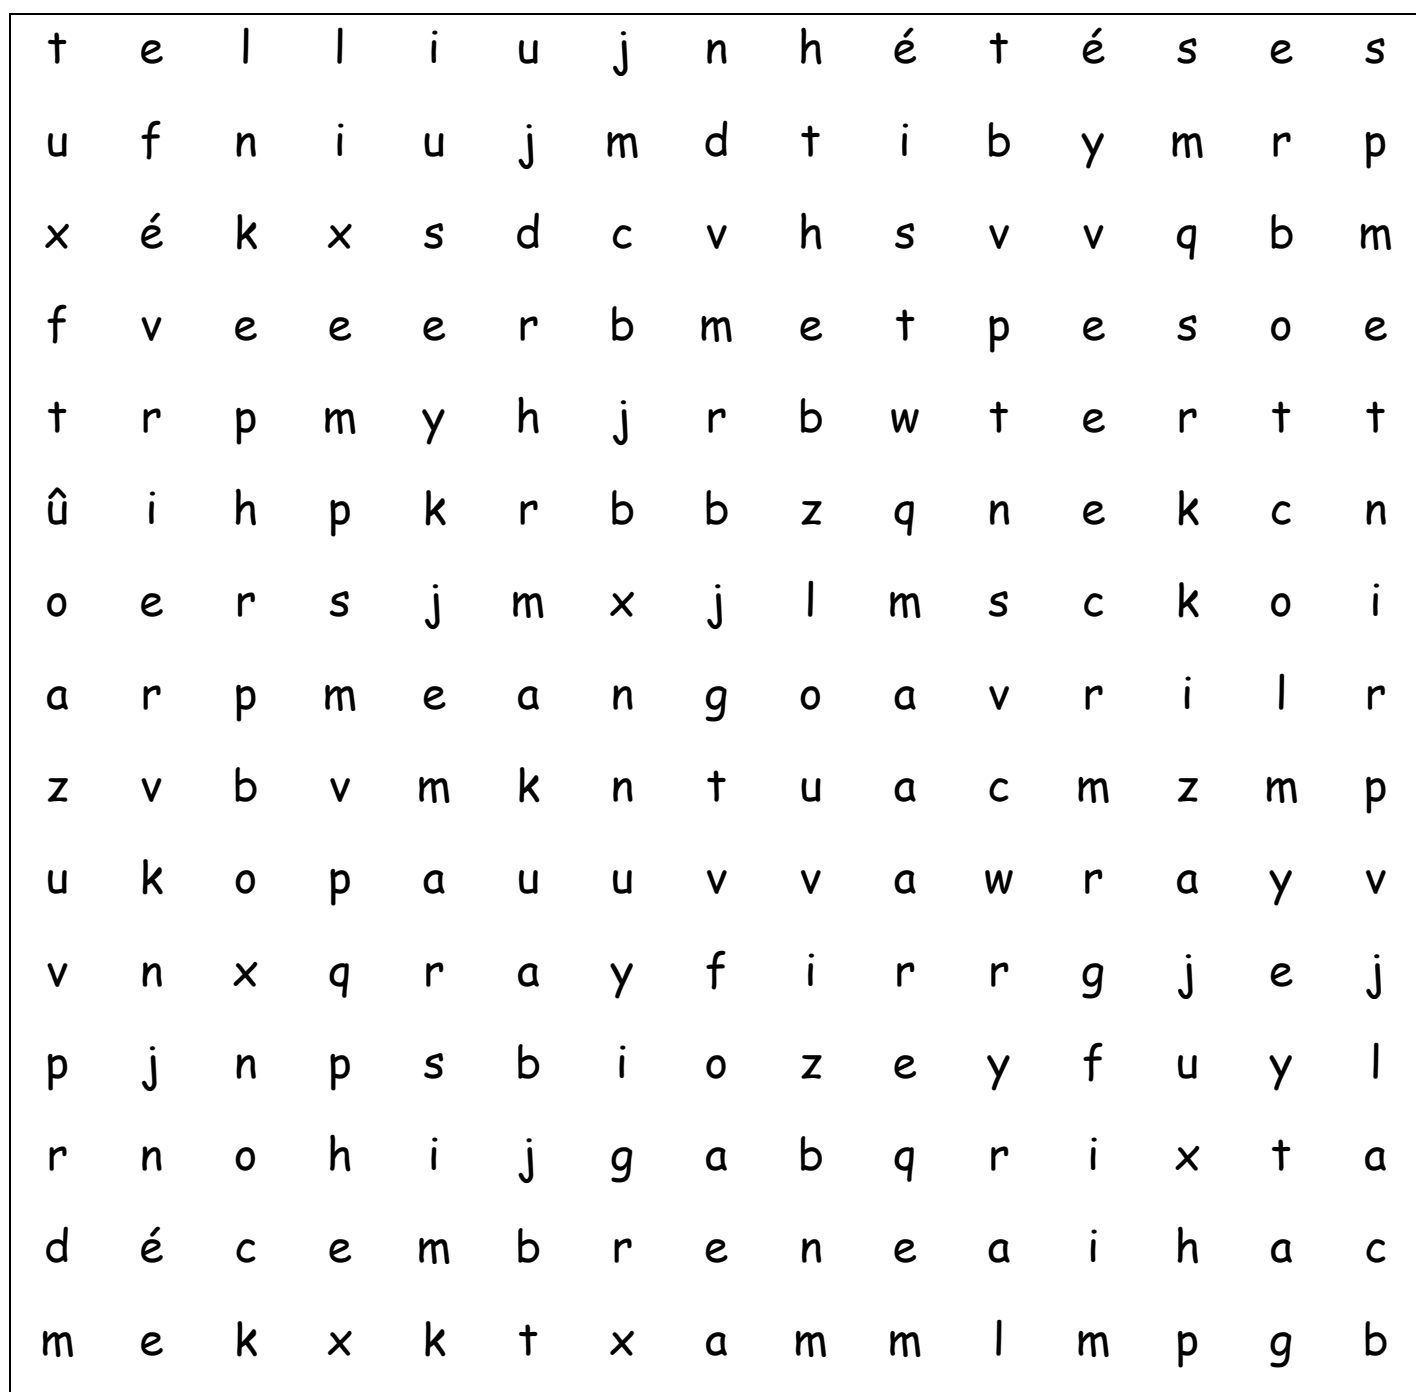 t e l l i u j n h é t é s e s
u f n i u j m d t i b y m r p
x é k x s d c v h s v v q b m
f v e e e r b m e t p e s o e
t r p m y h j r b w t e r t t
û i h p k r b b z q n e k c n
o e r s j m x j l m s c k o i
a r p m e a n g o a v r i l r
z v b v m k n t u a c m z m p
u k o p a u u v v a w r a y v
v n x q r a y f i r r g j e j
p j n p s b i o z e y f u y l
r n o h i j g a b q r i x t a
d é c e m b r e n e a i h a c
m e k x k t x a m m l m p g b